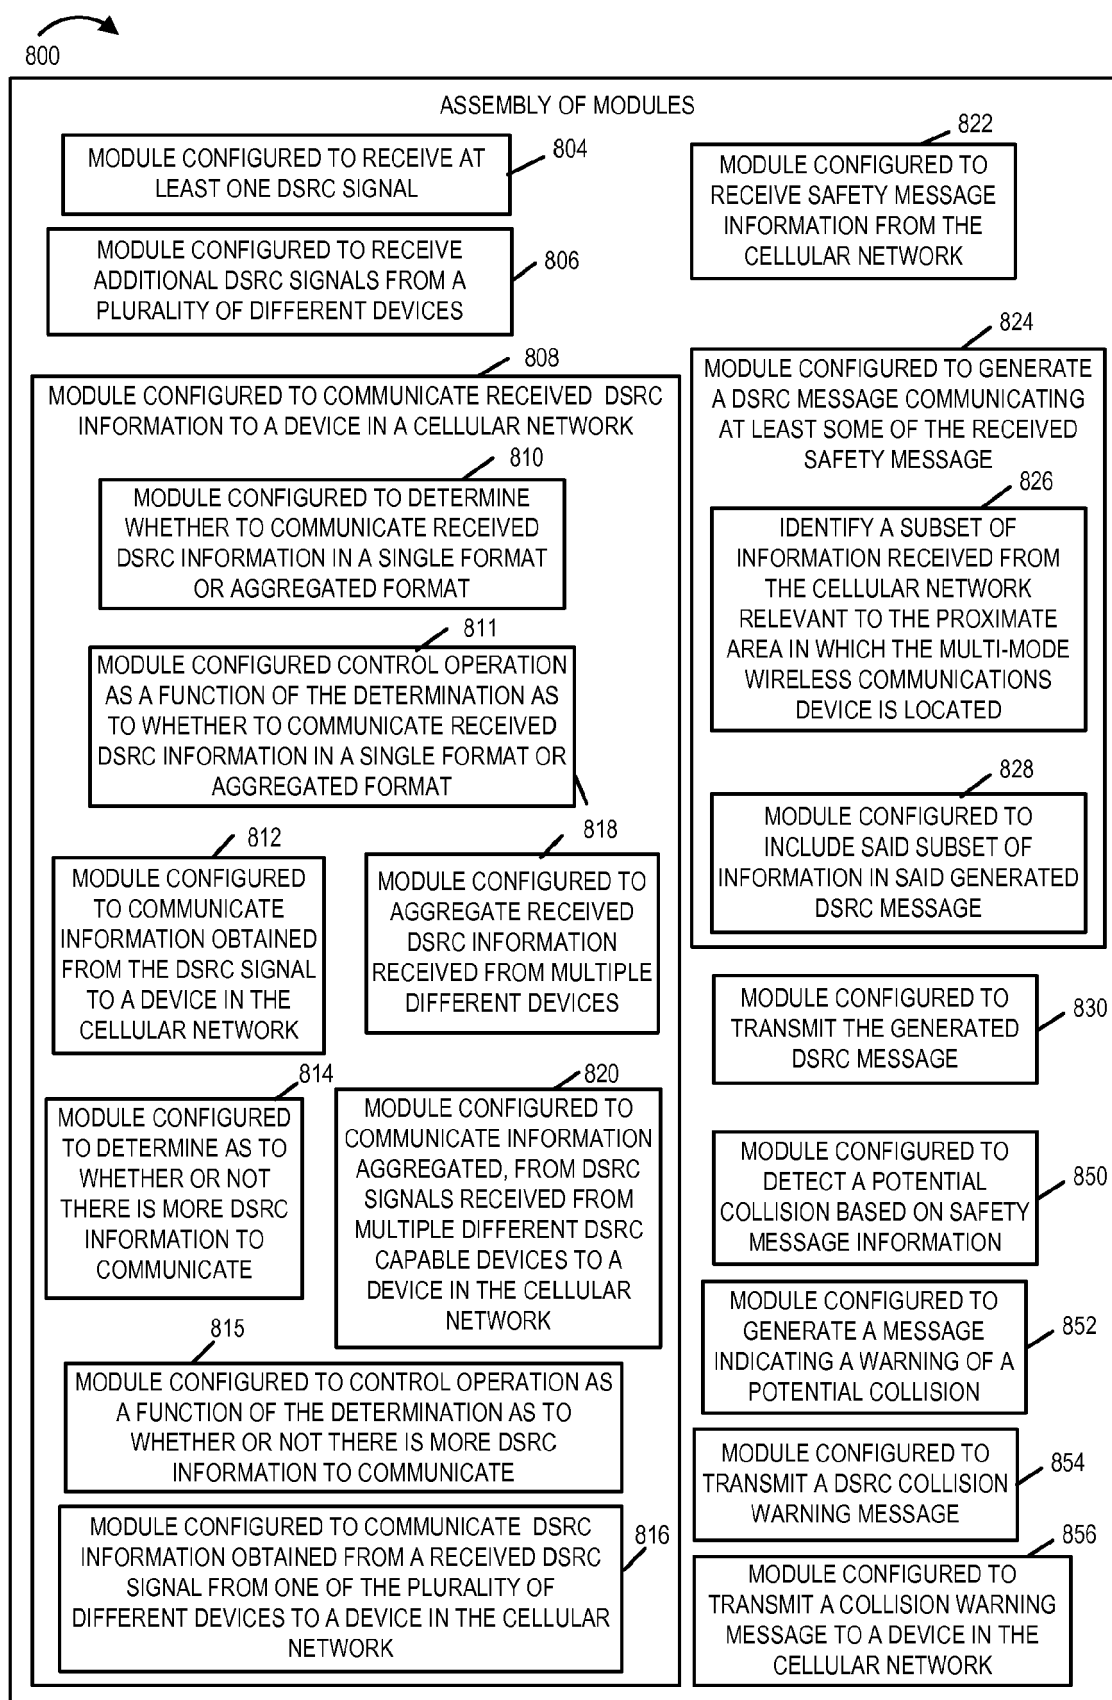 800
ASSEMBLY OF MODULES
804
MODULE CONFIGURED TO RECEIVE AT
LEAST ONE DSRC SIGNAL
806
MODULE CONFIGURED TO RECEIVE
ADDITIONAL DSRC SIGNALS FROM A
PLURALITY OF DIFFERENT DEVICES
808
MODULE CONFIGURED TO COMMUNICATE RECEIVED DSRC
INFORMATION TO A DEVICE IN A CELLULAR NETWORK
810
MODULE CONFIGURED TO DETERMINE
WHETHER TO COMMUNICATE RECEIVED
DSRC INFORMATION IN A SINGLE FORMAT
OR AGGREGATED FORMAT
811
MODULE CONFIGURED CONTROL OPERATION
AS A FUNCTION OF THE DETERMINATION AS
TO WHETHER TO COMMUNICATE RECEIVED
DSRC INFORMATION IN A SINGLE FORMAT OR
AGGREGATED FORMAT
812
MODULE CONFIGURED
TO COMMUNICATE
INFORMATION OBTAINED
FROM THE DSRC SIGNAL
TO A DEVICE IN THE
CELLULAR NETWORK
818
MODULE CONFIGURED TO
AGGREGATE RECEIVED
DSRC INFORMATION
RECEIVED FROM MULTIPLE
DIFFERENT DEVICES
814
MODULE CONFIGURED
TO DETERMINE AS TO
WHETHER OR NOT
THERE IS MORE DSRC
INFORMATION TO
COMMUNICATE
820
MODULE CONFIGURED TO
COMMUNICATE INFORMATION
AGGREGATED, FROM DSRC
SIGNALS RECEIVED FROM
MULTIPLE DIFFERENT DSRC
CAPABLE DEVICES TO A
DEVICE IN THE CELLULAR
NETWORK
815
MODULE CONFIGURED TO CONTROL OPERATION AS
A FUNCTION OF THE DETERMINATION AS TO
WHETHER OR NOT THERE IS MORE DSRC
INFORMATION TO COMMUNICATE
816
MODULE CONFIGURED TO COMMUNICATE DSRC
INFORMATION OBTAINED FROM A RECEIVED DSRC
SIGNAL FROM ONE OF THE PLURALITY OF
DIFFERENT DEVICES TO A DEVICE IN THE CELLULAR
NETWORK
822
MODULE CONFIGURED TO
RECEIVE SAFETY MESSAGE
INFORMATION FROM THE
CELLULAR NETWORK
824
MODULE CONFIGURED TO GENERATE
A DSRC MESSAGE COMMUNICATING
AT LEAST SOME OF THE RECEIVED
SAFETY MESSAGE
826
IDENTIFY A SUBSET OF
INFORMATION RECEIVED FROM
THE CELLULAR NETWORK
RELEVANT TO THE PROXIMATE
AREA IN WHICH THE MULTI-MODE
WIRELESS COMMUNICATIONS
DEVICE IS LOCATED
828
MODULE CONFIGURED TO
INCLUDE SAID SUBSET OF
INFORMATION IN SAID GENERATED
DSRC MESSAGE
830
MODULE CONFIGURED TO
TRANSMIT THE GENERATED
DSRC MESSAGE
850
MODULE CONFIGURED TO
DETECT A POTENTIAL
COLLISION BASED ON SAFETY
MESSAGE INFORMATION
852
MODULE CONFIGURED TO
GENERATE A MESSAGE
INDICATING A WARNING OF A
POTENTIAL COLLISION
854
MODULE CONFIGURED TO
TRANSMIT A DSRC COLLISION
WARNING MESSAGE
856
MODULE CONFIGURED TO
TRANSMIT A COLLISION WARNING
MESSAGE TO A DEVICE IN THE
CELLULAR NETWORK